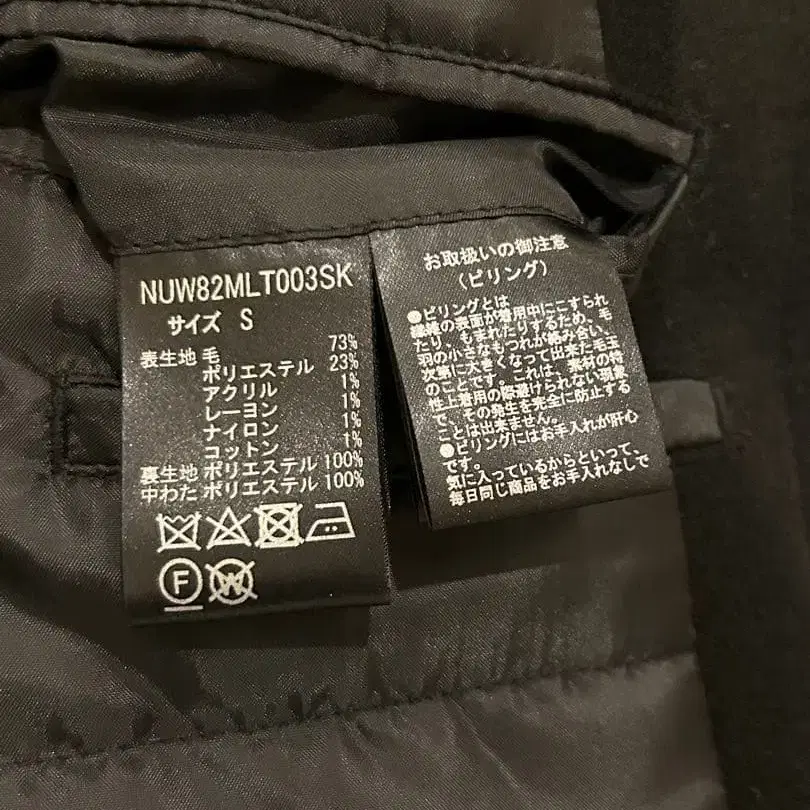 NUW82MLT003SK
サイズ S
表生地 毛 73%
ポリエステル 23%
アクリル 1%
レーヨン 1%
ナイロン 1%
コットン 1%
裏生地 ポリエステル 100%
中わた ポリエステル 100%
F W
お取扱いの御注意
(ピリング)
●ピリングとは
繊維の表面が着用中にこすられ
たり、もまれたりするため、毛
羽の小さなもつれが絡み合い、
次第に大きくなって出来た毛玉
のことです。これは、素材の特
性上着用の際避けられない現象
で、その発生を完全に防止する
ことは出来ません。
●ピリングにはお手入れが肝心
です。
気に入っているからといって、
毎日同じ商品をお手入れなしで